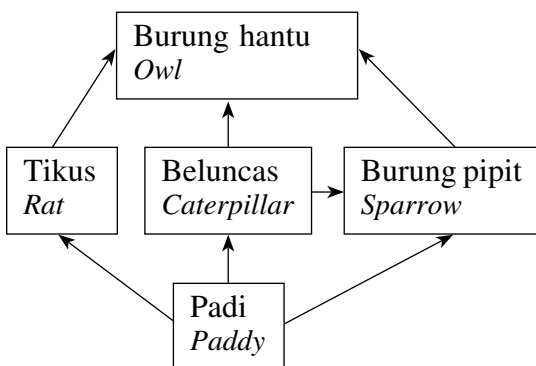 Burung hantu
Owl
Tikus
Rat
Beluncas
Caterpillar
Burung pipit
Sparrow
Padi
Paddy